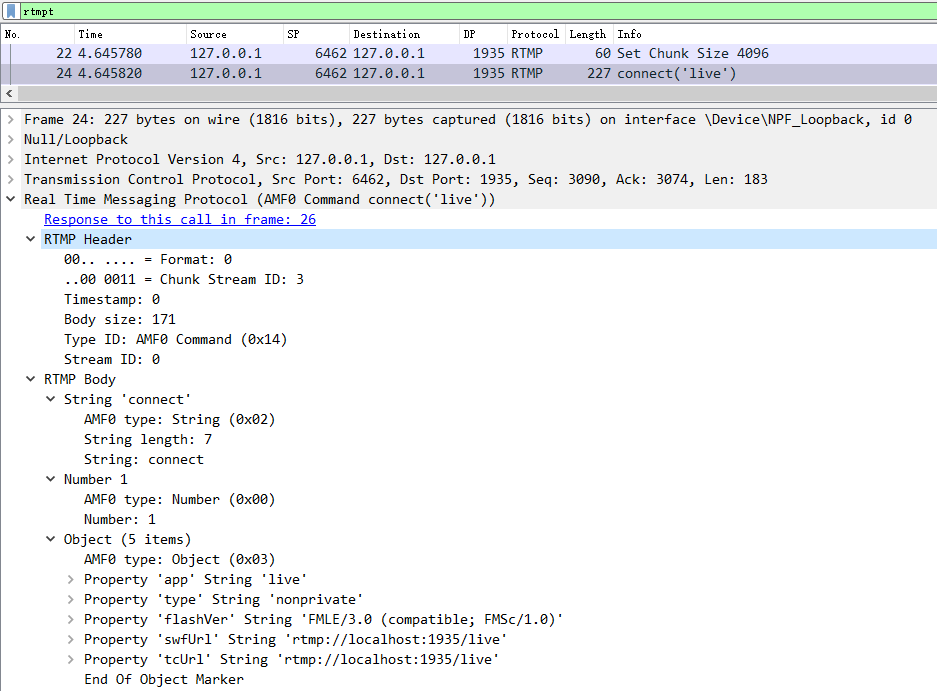 rtmpt
No. Time Source SP Destination DP Protocol Length Info
22 4.645780 127.0.0.1 6462 127.0.0.1 1935 RTMP 60 Set Chunk Size 4096
24 4.645820 127.0.0.1 6462 127.0.0.1 1935 RTMP 227 connect('live')
Frame 24: 227 bytes on wire (1816 bits), 227 bytes captured (1816 bits) on interface \Device\NPF_Loopback, id 0
Null/Loopback
Internet Protocol Version 4, Src: 127.0.0.1, Dst: 127.0.0.1
Transmission Control Protocol, Src Port: 6462, Dst Port: 1935, Seq: 3090, Ack: 3074, Len: 183
Real Time Messaging Protocol (AMF0 Command connect('live'))
Response to this call in frame: 26
RTMP Header
00.. .... = Format: 0
..00 0011 = Chunk Stream ID: 3
Timestamp: 0
Body size: 171
Type ID: AMF0 Command (0x14)
Stream ID: 0
RTMP Body
String 'connect'
AMF0 type: String (0x02)
String length: 7
String: connect
Number 1
AMF0 type: Number (0x00)
Number: 1
Object (5 items)
AMF0 type: Object (0x03)
Property 'app' String 'live'
Property 'type' String 'nonprivate'
Property 'flashVer' String 'FMLE/3.0 (compatible; FMSc/1.0)'
Property 'swfUrl' String 'rtmp://localhost:1935/live'
Property 'tcUrl' String 'rtmp://localhost:1935/live'
End Of Object Marker